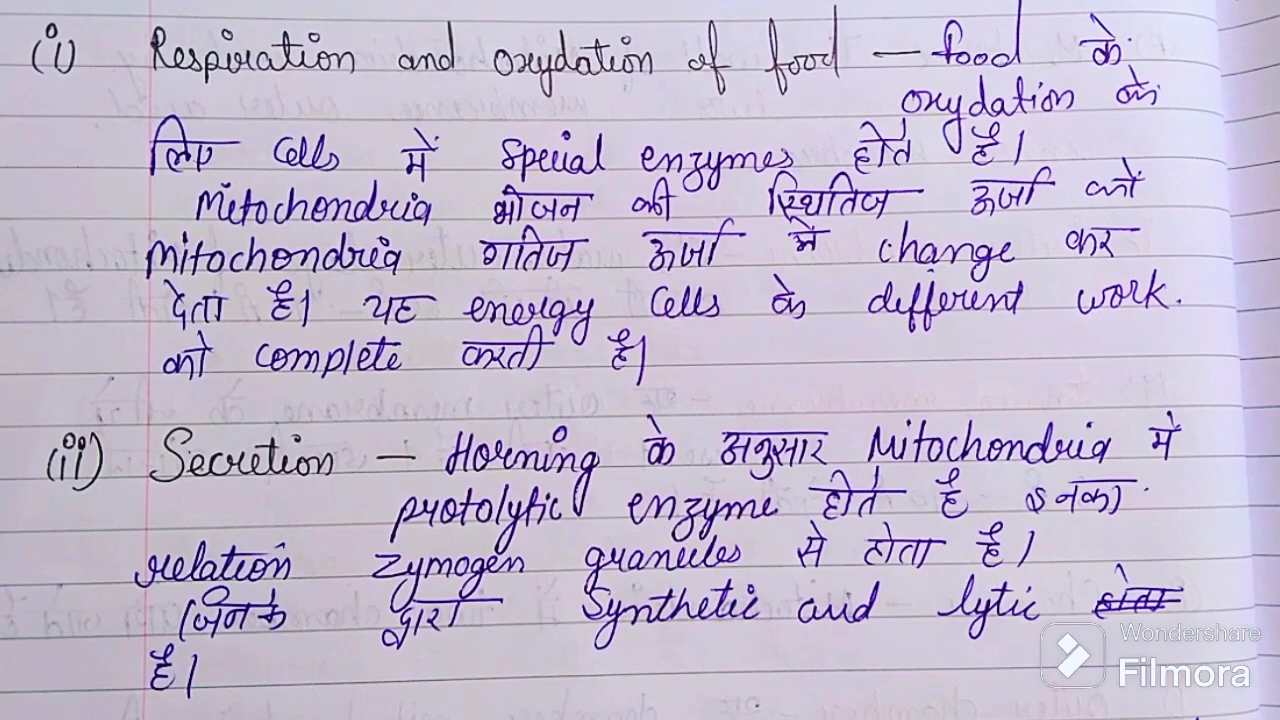 (i) Respiration and oxydation of food — food के
oxydation के
लिए cells में special enzymes होते हैं।
Mitochondria भोजन की स्थितिज ऊर्जा को
Mitochondria गतिज ऊर्जा में change कर
देता है। यह energy cells के different work.
को complete करती है।
(ii) Secretion — Horning के अनुसार Mitochondria में
protolytic enzyme होते है इनका
relation zymogen granules से होता है।
जिनके द्वारा Synthetic and lytic होता
है।
Wondershare
Filmora